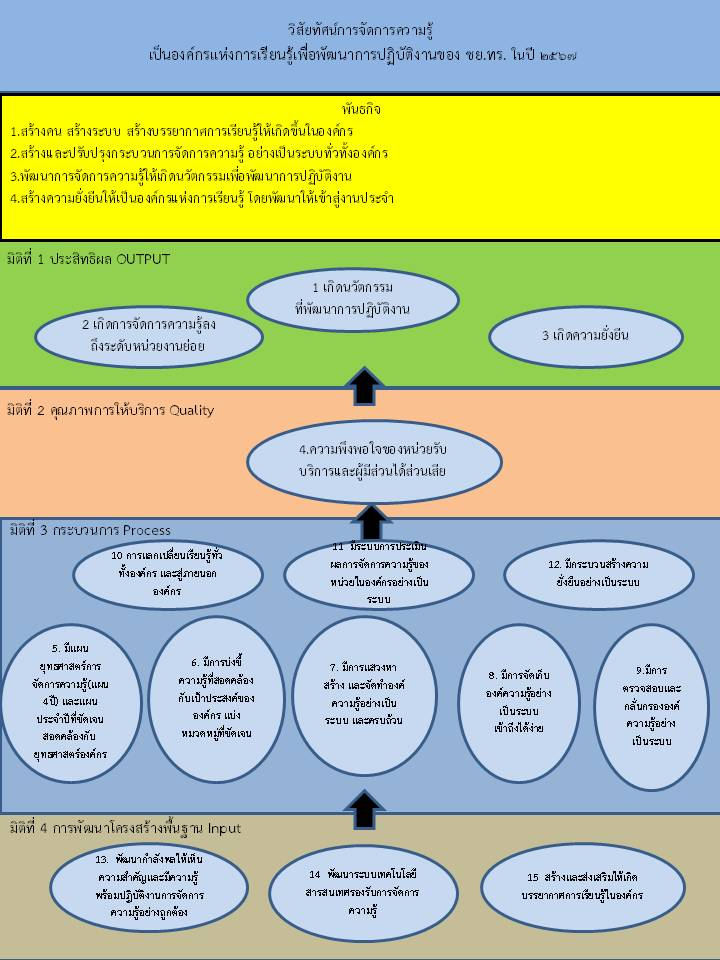 วิสัยทัศน์การจัดการความรู้
เป็นองค์กรแห่งการเรียนรู้เพื่อพัฒนาการปฏิบัติงานของ ชย.ทร. ในปี ๒๕๖๗
พันธกิจ
1.สร้างคน สร้างระบบ สร้างบรรยากาศการเรียนรู้ให้เกิดขึ้นในองค์กร
2.สร้างและปรับปรุงกระบวนการจัดการความรู้ อย่างเป็นระบบทั่วทั้งองค์กร
3.พัฒนาการจัดการความรู้ให้เกิดนวัตกรรมเพื่อพัฒนาการปฏิบัติงาน
4.สร้างความยั่งยืนให้เป็นองค์กรแห่งการเรียนรู้ โดยพัฒนาให้เข้าสู่งานประจำ
มิติที่ 1 ประสิทธิผล OUTPUT
1 เกิดนวัตกรรม
ที่พัฒนาการปฏิบัติงาน
2 เกิดการจัดการความรู้ลง
ถึงระดับหน่วยงานย่อย
3 เกิดความยั่งยืน
มิติที่ 2 คุณภาพการให้บริการ Quality
4.ความพึงพอใจของหน่วยรับ
บริการและผู้มีส่วนได้ส่วนเสีย
มิติที่ 3 กระบวนการ Process
10 การแลกเปลี่ยนเรียนรู้ทั่ว
ทั้งองค์กร และสู่ภายนอก
องค์กร
11 มีระบบการประเมิน
ผลการจัดการความรู้ของ
หน่วยในองค์กรอย่างเป็น
ระบบ
12. มีกระบวนสร้างความ
ยั่งยืนอย่างเป็นระบบ
5. มีแผน
ยุทธศาสตร์การ
จัดการความรู้(แผน
4ปี) และแผน
ประจำปีที่ชัดเจน
สอดคล้องกับ
ยุทธศาสตร์องค์กร
6. มีการบ่งชี้
ความรู้ที่สอดคล้อง
กับเป้าประสงค์ของ
องค์กร แบ่ง
หมวดหมู่ที่ชัดเจน
7. มีการแสวงหา
สร้าง และจัดทำองค์
ความรู้อย่างเป็น
ระบบ และครบถ้วน
8. มีการจัดเก็บ
องค์ความรู้อย่าง
เป็นระบบ
เข้าถึงได้ง่าย
9.มีการ
ตรวจสอบและ
กลั่นกรององค์
ความรู้อย่าง
เป็นระบบ
มิติที่ 4 การพัฒนาโครงสร้างพื้นฐาน Input
13. พัฒนากำลังพลให้เห็น
ความสำคัญและมีความรู้
พร้อมปฏิบัติงานการจัดการ
ความรู้อย่างถูกต้อง
14 พัฒนาระบบเทคโนโลยี
สารสนเทศรองรับการจัดการ
ความรู้
15 สร้างและส่งเสริมให้เกิด
บรรยากาศการเรียนรู้ในองค์กร